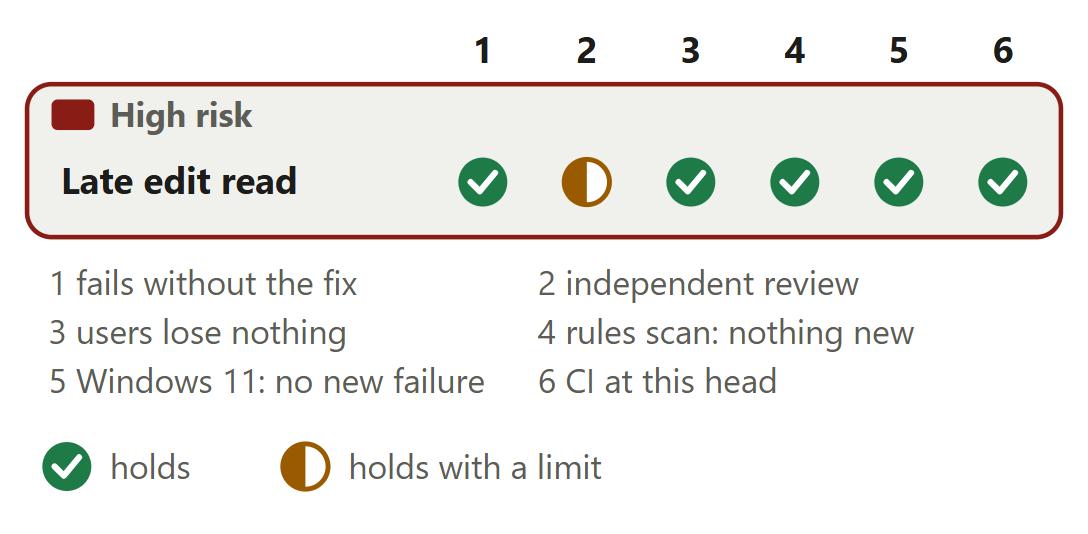 1 2 3 4 5 6
High risk
Late edit read
1 fails without the fix
2 independent review
3 users lose nothing
4 rules scan: nothing new
5 Windows 11: no new failure
6 CI at this head
holds
holds with a limit